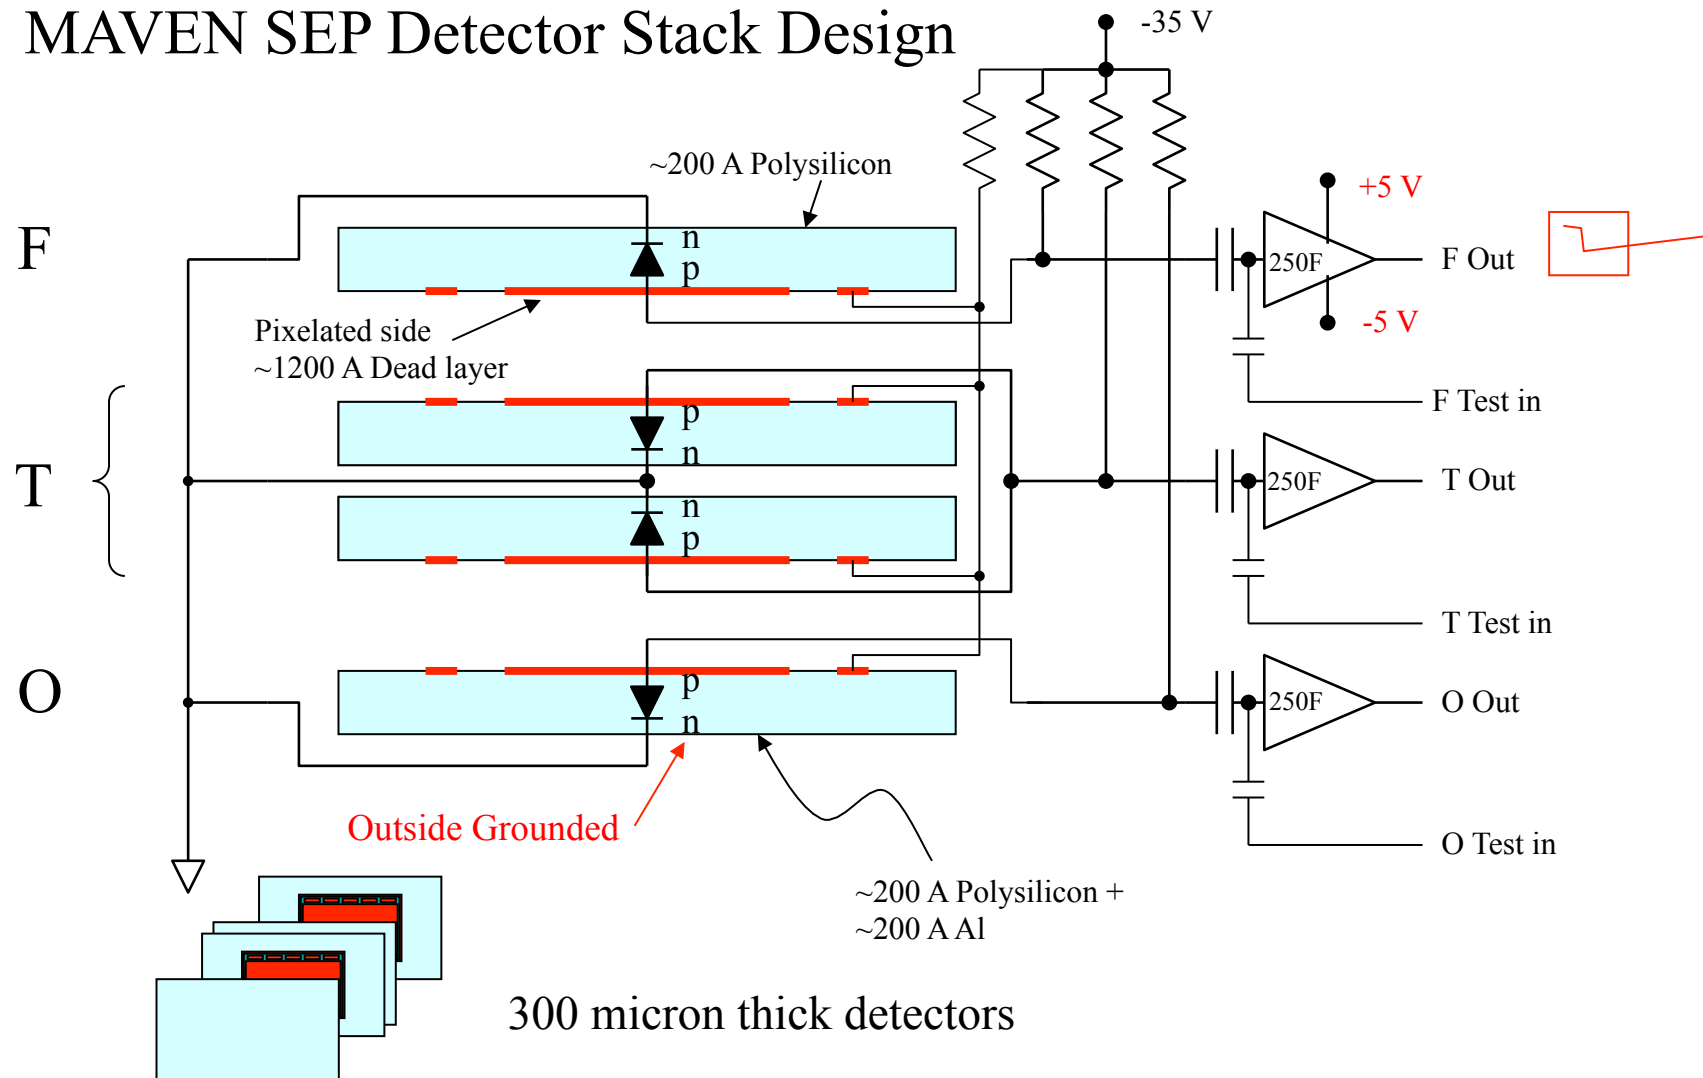 MAVEN SEP Detector Stack Design
-35 V
~200 A Polysilicon
+5 V
F
n
p
250F
F Out
-5 V
Pixelated side
~1200 A Dead layer
F Test in
p
n
T
250F
T Out
n
p
T Test in
O
p
n
250F
O Out
Outside Grounded
O Test in
~200 A Polysilicon +
~200 A Al
300 micron thick detectors